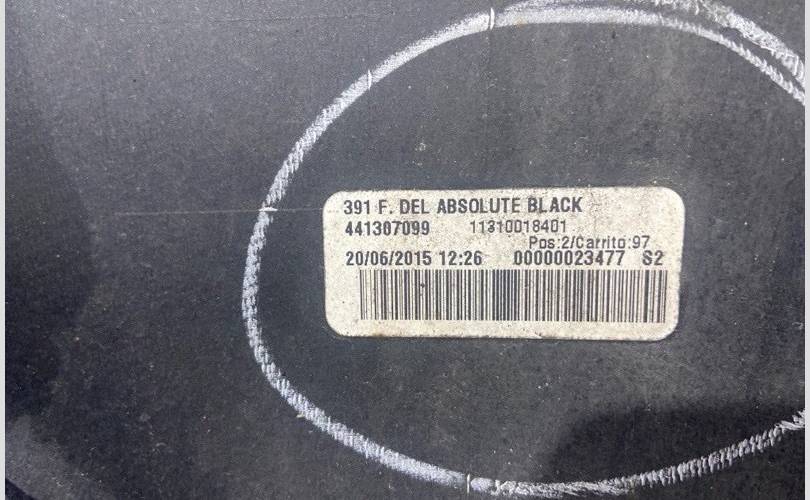 391 F. DEL ABSOLUTE BLACK
441307099 11310018401
Pos:2/Carrito:97
20/06/2015 12:26 00000023477 S2